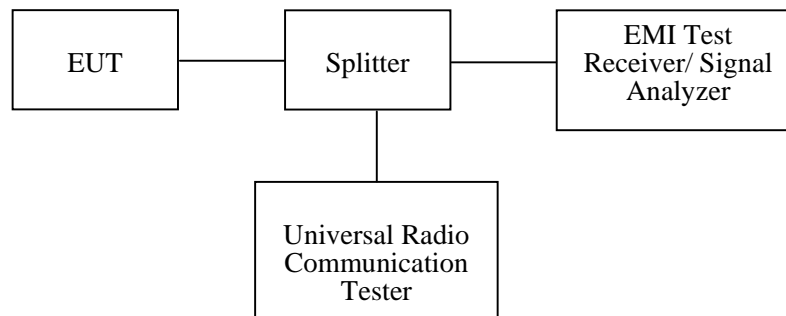 EUT
Splitter
EMI Test
Receiver/ Signal
Analyzer
Universal Radio
Communication
Tester